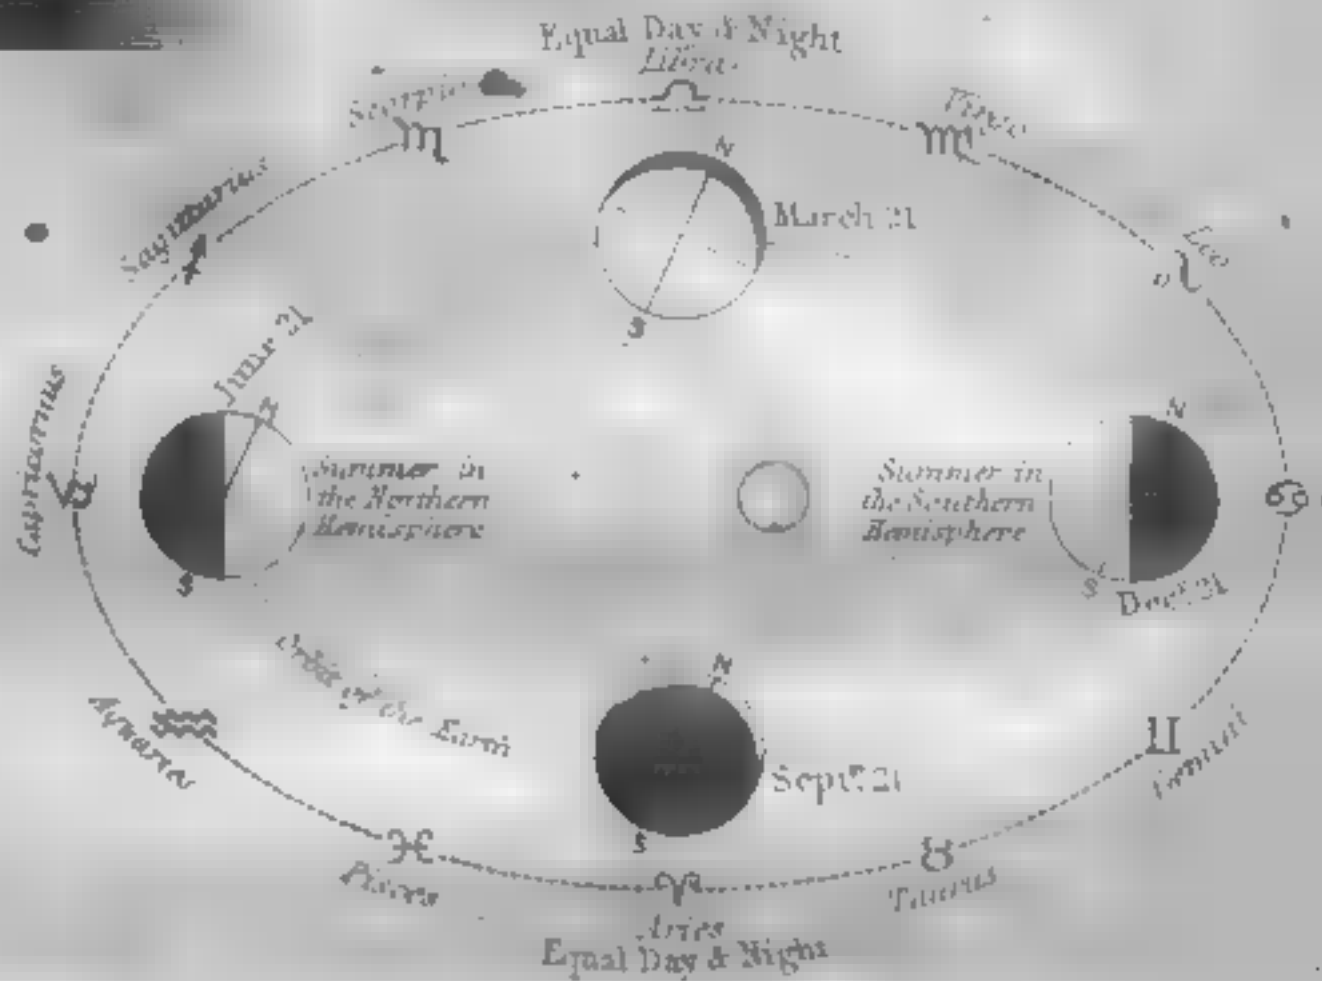 Equal Day & Night
Libra
Scorpio
Virgo
N
Sagittarius
March 21
Leo
S
June 21
Capricornus
N
N
Summer in
the Northern
Hemisphere
Summer in
the Southern
Hemisphere
S
S
Decr. 21
Orbit of the Earth
N
Aquaries
Septr. 21
Gemini
S
Pisces
Taurus
Aries
Equal Day & Night